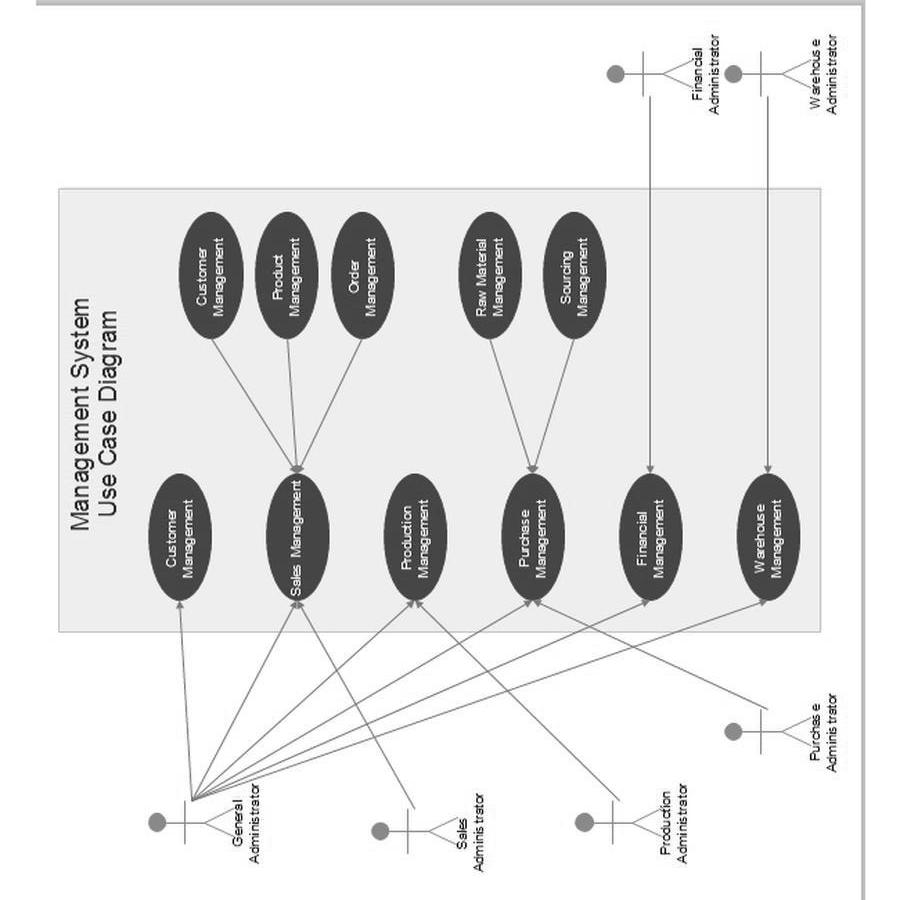 Management System
Use Case Diagram
Customer
Management
Sales Management
Production
Management
Purchase
Management
Financial
Management
Warehouse
Management
Customer
Management
Product
Management
Order
Management
Raw Material
Management
Sourcing
Management
General
Administrator
Sales
Administrator
Production
Administrator
Purchase
Administrator
Financial
Administrator
Warehouse
Administrator